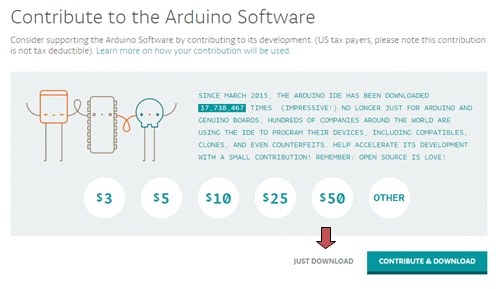 Contribute to the Arduino Software
Consider supporting the Arduino Software by contributing to its development. (US tax payers, please note this contribution
is not tax deductible). Learn more on how your contribution will be used.
SINCE MARCH 2015, THE ARDUINO IDE HAS BEEN DOWNLOADED
17,738,467 TIMES. (IMPRESSIVE!) NO LONGER JUST FOR ARDUINO AND
GENUINO BOARDS, HUNDREDS OF COMPANIES AROUND THE WORLD ARE
USING THE IDE TO PROGRAM THEIR DEVICES, INCLUDING COMPATIBLES,
CLONES, AND EVEN COUNTERFEITS. HELP ACCELERATE ITS DEVELOPMENT
WITH A SMALL CONTRIBUTION! REMEMBER: OPEN SOURCE IS LOVE!
$3 $5 $10 $25 $50 OTHER
JUST DOWNLOAD CONTRIBUTE & DOWNLOAD